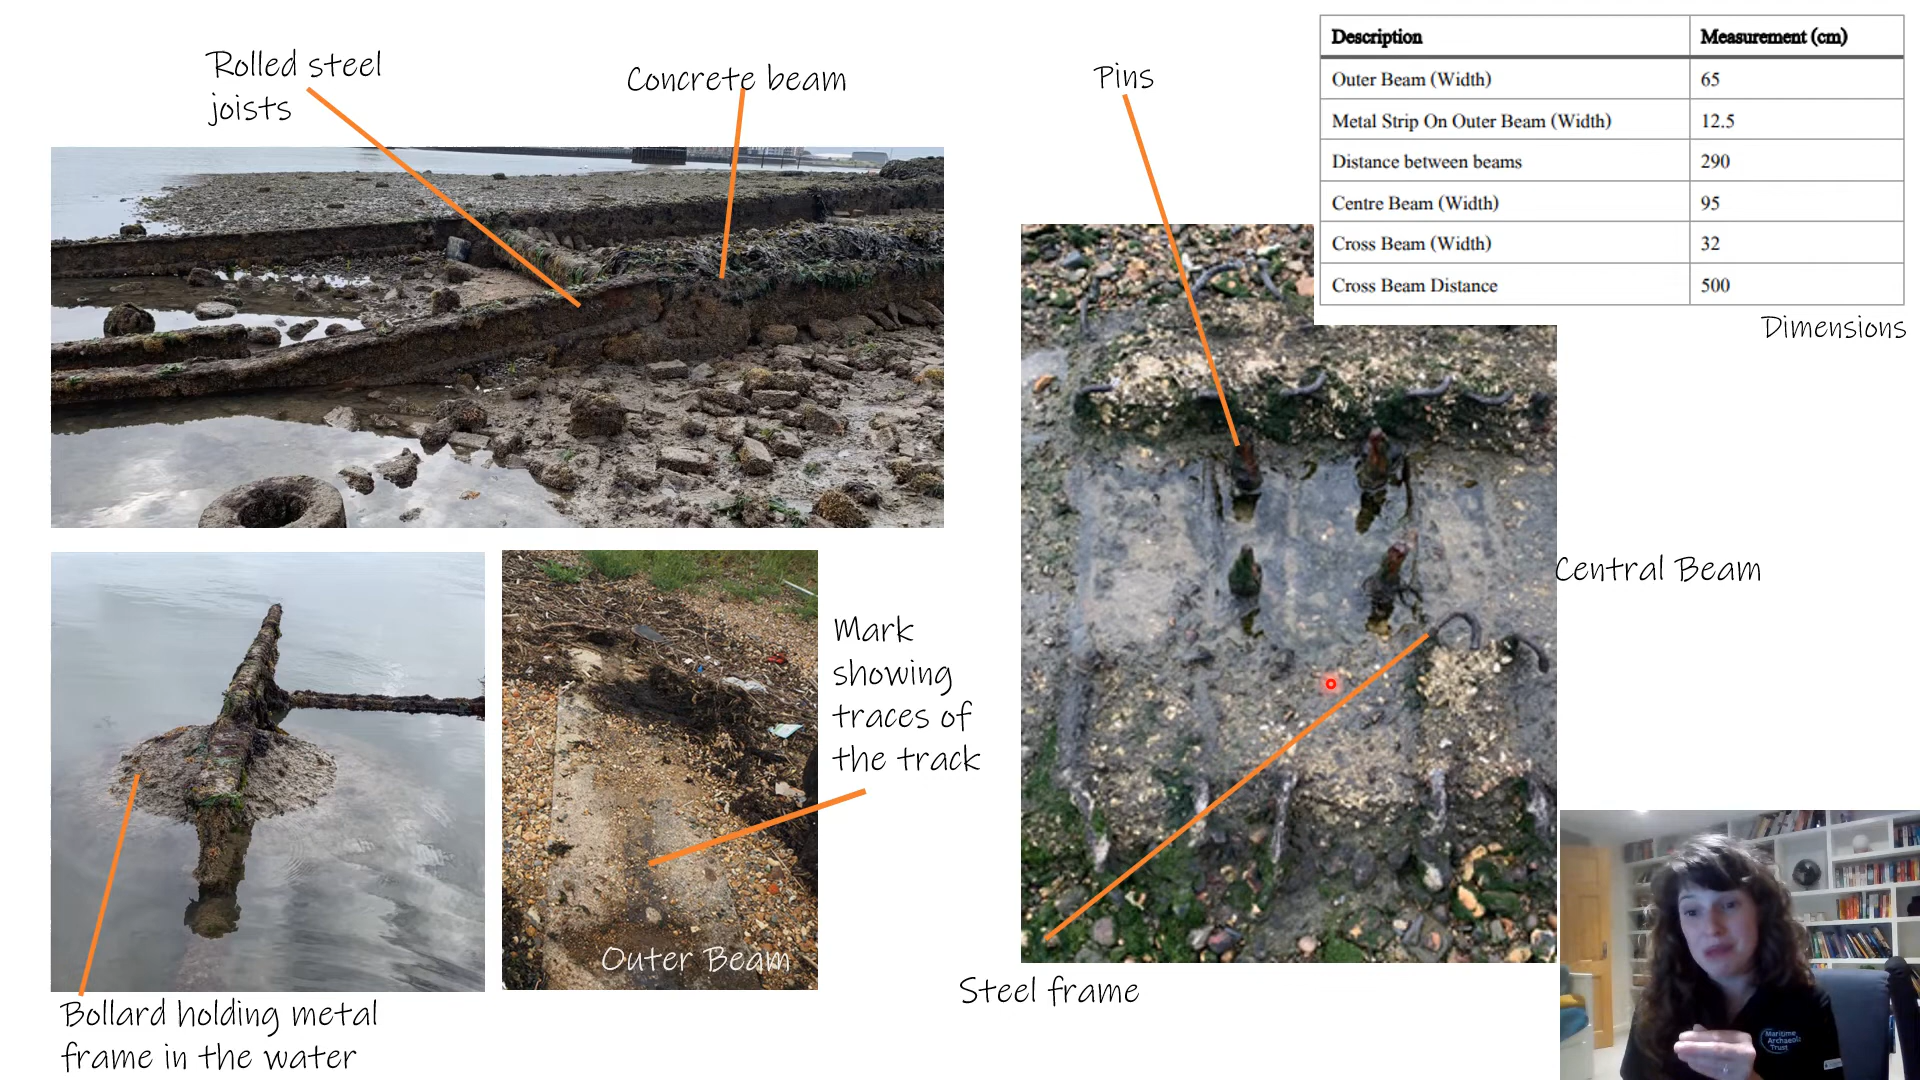 Rolled steel
joists
Concrete beam
Pins
Description Measurement (cm)
Outer Beam (Width) 65
Metal Strip On Outer Beam (Width) 12.5
Distance between beams 290
Centre Beam (Width) 95
Cross Beam (Width) 32
Cross Beam Distance 500
Dimensions
Central Beam
Mark
showing
traces of
the track
Outer Beam
Steel frame
Bollard holding metal
frame in the water
Maritime
Archaeology
Trust